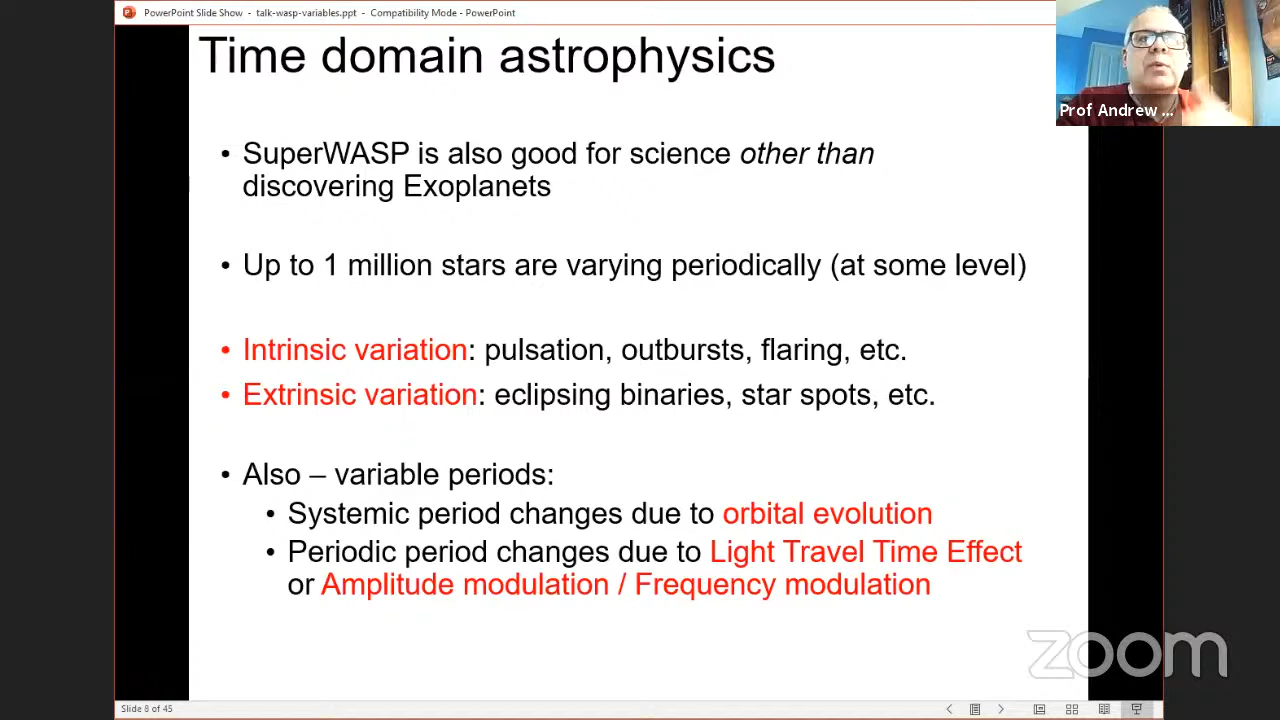 PowerPoint Slide Show - talk-wasp-variables.ppt - Compatibility Mode - PowerPoint
Time domain astrophysics
Prof Andrew ...
• SuperWASP is also good for science other than
discovering Exoplanets
• Up to 1 million stars are varying periodically (at some level)
• Intrinsic variation: pulsation, outbursts, flaring, etc.
• Extrinsic variation: eclipsing binaries, star spots, etc.
• Also – variable periods:
• Systemic period changes due to orbital evolution
• Periodic period changes due to Light Travel Time Effect
or Amplitude modulation / Frequency modulation
zoom
Slide 8 of 45